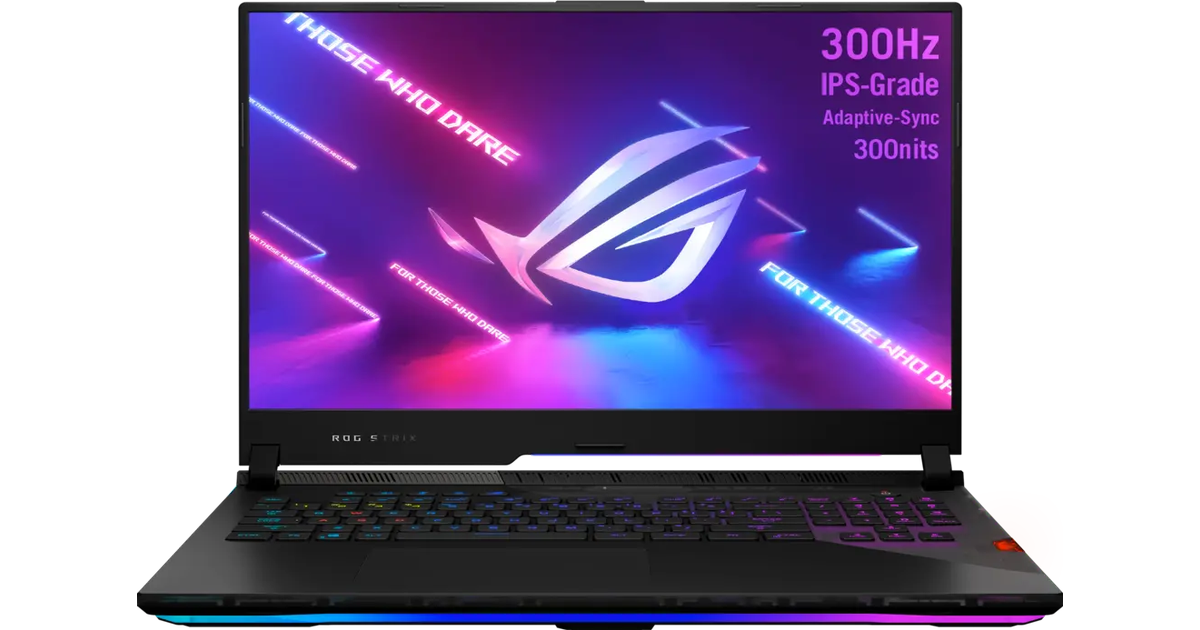 THOSE WHO DARE
300Hz
IPS-Grade
Adaptive-Sync
300nits
FOR THOSE WHO DARE
FOR THOSE WHO DARE
ROG STRIX